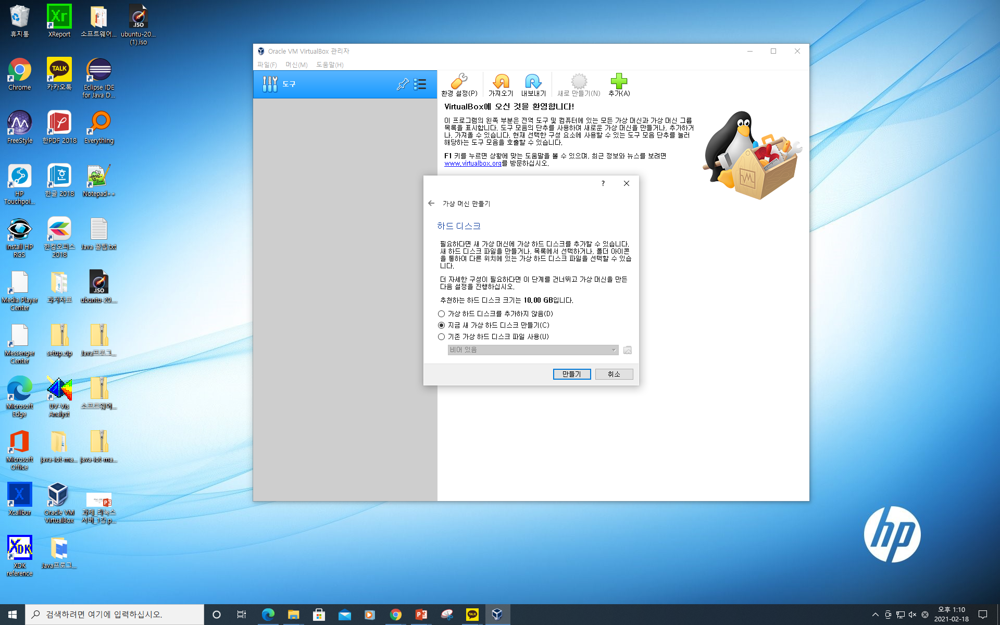 휴지통
XReport
소프트웨어...
ubuntu-20...
(1).iso
Chrome
카카오톡
Eclipse IDE
for Java D...
FreeStyle
한PDF 2018
Everything
HP
Touchpoi...
한글 2018
Notepad++
Install HP
RGS
한컴오피스
2018
Java 꿀팁.txt
Media Player
Center
과거자료
ubuntu-20...
Messenger
Center
setup.zip
Java프로그...
Microsoft
Edge
UV-Vis
Analyst
소프트웨어...
Microsoft
Office
java-iot-ma...
java-iot-ma...
Xcalibur
Oracle VM
VirtualBox
과제_리눅스
서버_1강.p...
XDK
reference
Java프로그...
Xr
TALK
.ISO
.ISO
XDK
Oracle VM VirtualBox 관리자
파일(F) 머신(M) 도움말(H)
도구
환경 설정(P) 가져오기 내보내기 새로 만들기(N) 추가(A)
VirtualBox에 오신 것을 환영합니다!
이 프로그램의 왼쪽 부분은 전역 도구 및 컴퓨터에 있는 모든 가상 머신과 가상 머신 그룹
목록을 표시합니다. 도구 모음의 단추를 사용하여 새로운 가상 머신을 만들거나, 추가하거
나, 가져올 수 있습니다. 현재 선택한 구성 요소에 사용할 수 있는 도구 모음 단추를 눌러
해당하는 도구 모음을 호출할 수 있습니다.
F1 키를 누르면 상황에 맞는 도움말을 볼 수 있으며, 최근 정보와 뉴스를 보려면
www.virtualbox.org를 방문하십시오.
?
가상 머신 만들기
하드 디스크
필요하다면 새 가상 머신에 가상 하드 디스크를 추가할 수 있습니다.
새 하드 디스크 파일을 만들거나, 목록에서 선택하거나, 폴더 아이콘
을 통하여 다른 위치에 있는 가상 하드 디스크 파일을 선택할 수 있습
니다.
더 자세한 구성이 필요하다면 이 단계를 건너뛰고 가상 머신을 만든
다음 설정을 진행하십시오.
추천하는 하드 디스크 크기는 10.00 GB입니다.
가상 하드 디스크를 추가하지 않음(D)
지금 새 가상 하드 디스크 만들기(C)
기존 가상 하드 디스크 파일 사용(U)
비어 있음
만들기 취소
hp
검색하려면 여기에 입력하십시오.
TALK
오후 1:10
2021-02-18